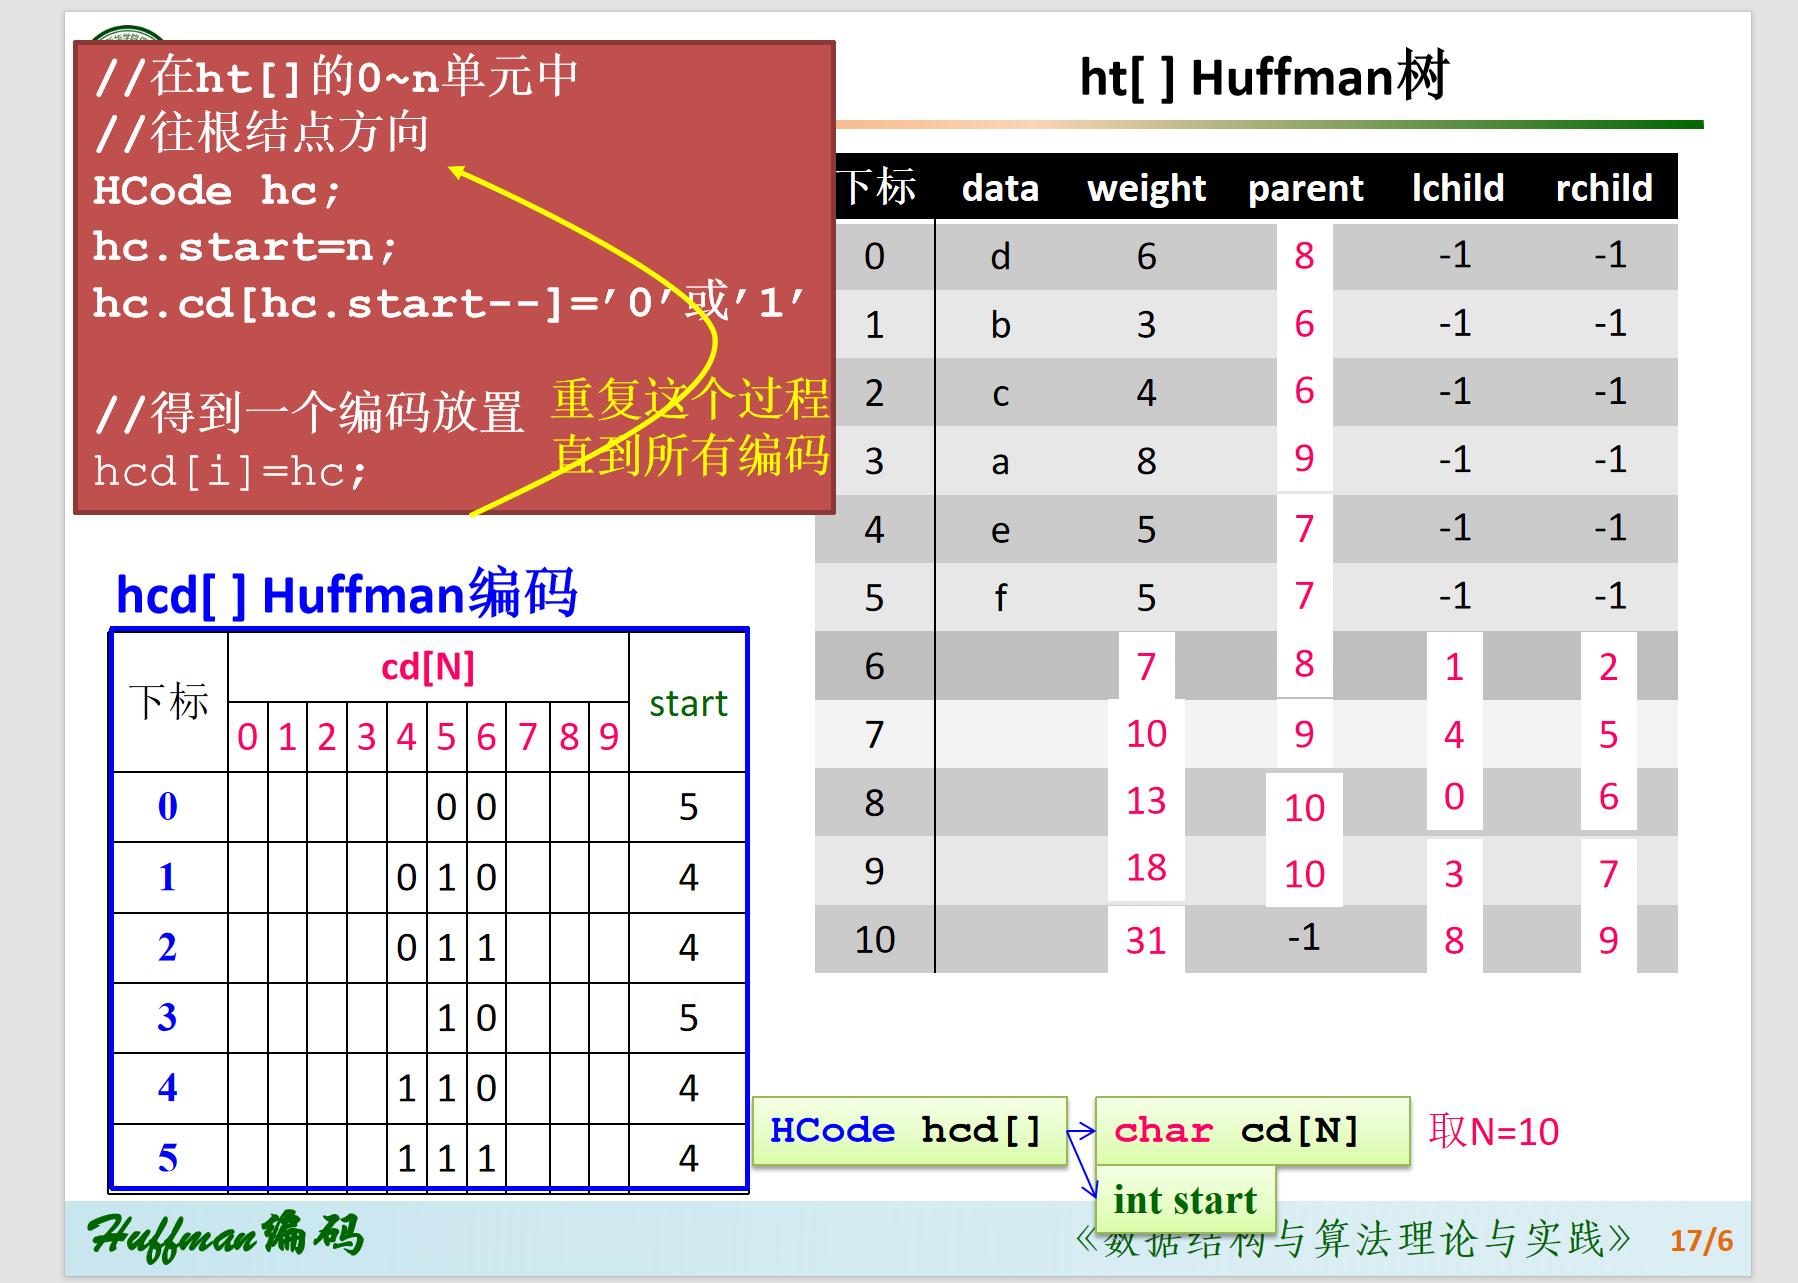 //在ht[]的0~n单元中
//往根结点方向
HCode hc;
hc.start=n;
hc.cd[hc.start--]=’0’或’1’
//得到一个编码放置
hcd[i]=hc;
重复这个过程
直到所有编码
ht[ ] Huffman树
下标 data weight parent lchild rchild
0 d 6 8 -1 -1
1 b 3 6 -1 -1
2 c 4 6 -1 -1
3 a 8 9 -1 -1
4 e 5 7 -1 -1
5 f 5 7 -1 -1
6 7 8 1 2
7 10 9 4 5
8 13 10 0 6
9 18 10 3 7
10 31 -1 8 9
hcd[ ] Huffman编码
下标 cd[N] start
0 1 2 3 4 5 6 7 8 9
0 0 0 5
1 0 1 0 4
2 0 1 1 4
3 1 0 5
4 1 1 0 4
5 1 1 1 4
HCode hcd[]
char cd[N]
取N=10
int start
Huffman编码
《数据结构与算法理论与实践》
17/6